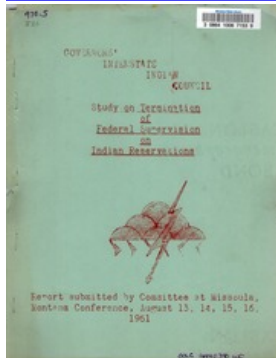 GOVERNORS'
INTERSTATE
INDIAN
COUNCIL
Study on Termination
of
Federal Supervision
on
Indian Reservations
Report submitted by Committee at Missoula,
Montana Conference, August 13, 14, 15, 16,
1961